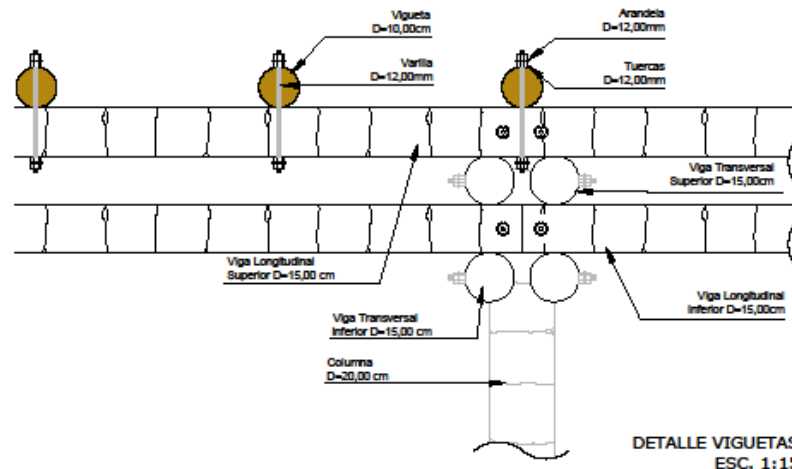 Vigueta
D=10,00cm
Arandela
D=12,00mm
Varilla
D=12,00mm
Tuercas
D=12,00mm
Viga Transversal
Superior D=15,00cm
Viga Longitudinal
Superior D=15,00 cm
Viga Longitudinal
Inferior D=15,00cm
Viga Transversal
Inferior D=15,00 cm
Columna
D=20,00 cm
DETALLE VIGUETAS
ESC. 1:15